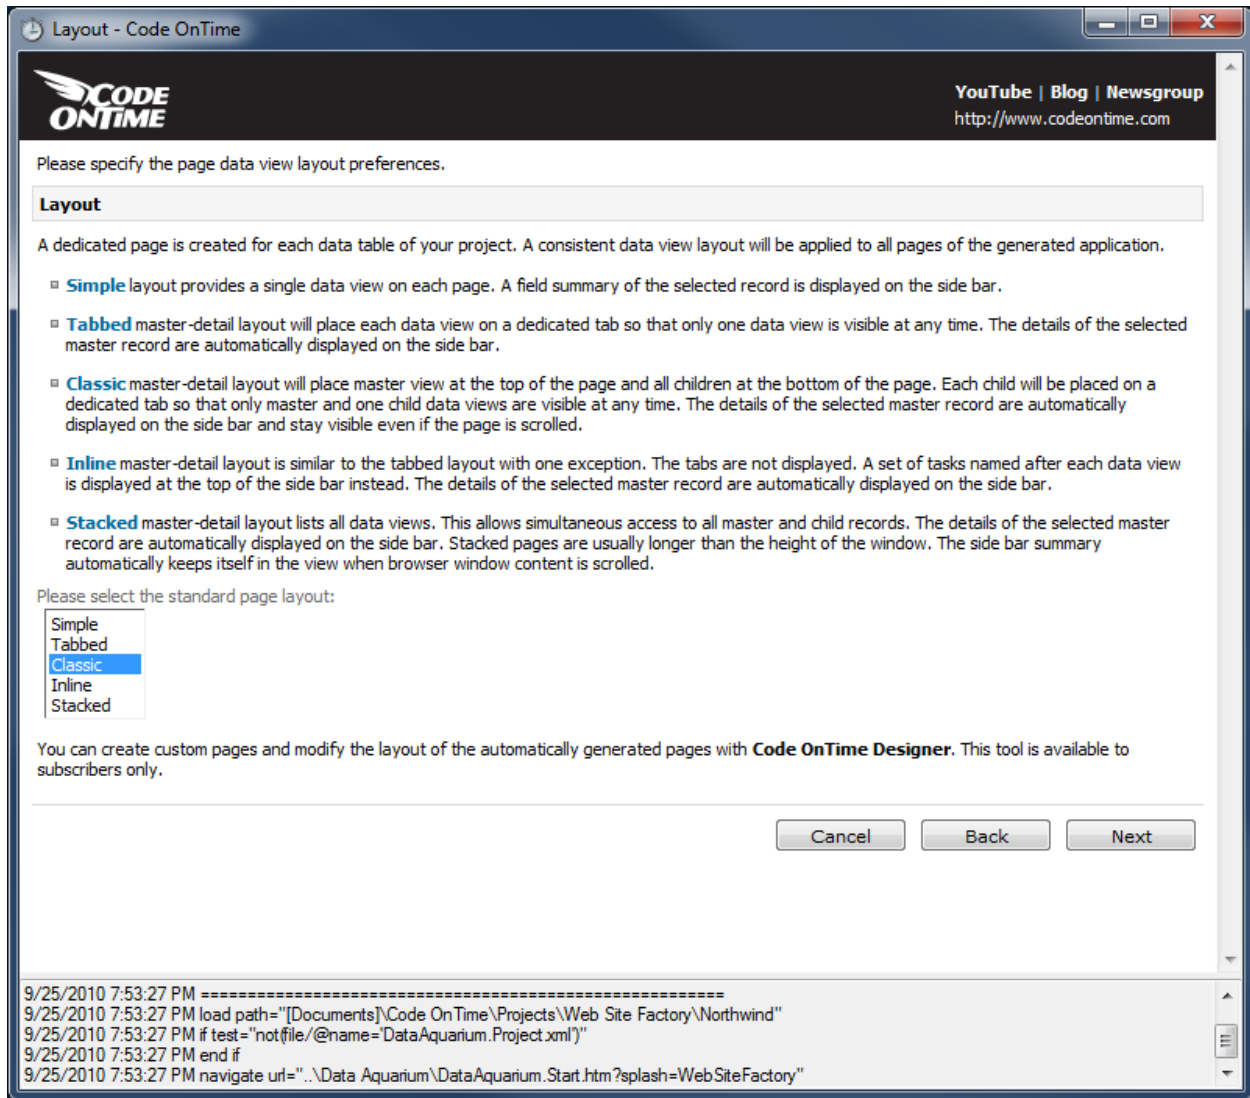 Layout - Code OnTime
CODE
ONTIME
YouTube | Blog | Newsgroup
http://www.codeontime.com
Please specify the page data view layout preferences.
Layout
A dedicated page is created for each data table of your project. A consistent data view layout will be applied to all pages of the generated application.
Simple layout provides a single data view on each page. A field summary of the selected record is displayed on the side bar.
Tabbed master-detail layout will place each data view on a dedicated tab so that only one data view is visible at any time. The details of the selected
master record are automatically displayed on the side bar.
Classic master-detail layout will place master view at the top of the page and all children at the bottom of the page. Each child will be placed on a
dedicated tab so that only master and one child data views are visible at any time. The details of the selected master record are automatically
displayed on the side bar and stay visible even if the page is scrolled.
Inline master-detail layout is similar to the tabbed layout with one exception. The tabs are not displayed. A set of tasks named after each data view
is displayed at the top of the side bar instead. The details of the selected master record are automatically displayed on the side bar.
Stacked master-detail layout lists all data views. This allows simultaneous access to all master and child records. The details of the selected master
record are automatically displayed on the side bar. Stacked pages are usually longer than the height of the window. The side bar summary
automatically keeps itself in the view when browser window content is scrolled.
Please select the standard page layout:
Simple
Tabbed
Classic
Inline
Stacked
You can create custom pages and modify the layout of the automatically generated pages with Code OnTime Designer. This tool is available to
subscribers only.
Cancel
Back
Next
9/25/2010 7:53:27 PM ========================================================
9/25/2010 7:53:27 PM load path="[Documents]\Code OnTime\Projects\Web Site Factory\Northwind"
9/25/2010 7:53:27 PM if test="not(file/@name='DataAquarium.Project.xml')"
9/25/2010 7:53:27 PM end if
9/25/2010 7:53:27 PM navigate url="..\Data Aquarium\DataAquarium.Start.htm?splash=WebSiteFactory"